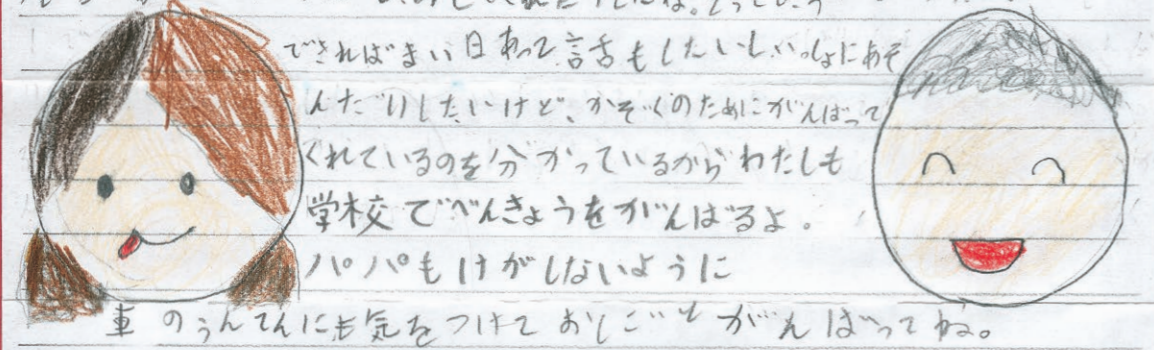 できればまい日あって言舌もしたいしいっしょにあそ
んだりしたいけど、かぞくのためにがんばって
くれているのを分かっているからわたしも
学校でべんきょうをがんばるよ。
パパもけがしないように
車のうんてんにも気をつけておしごとがんばってね。